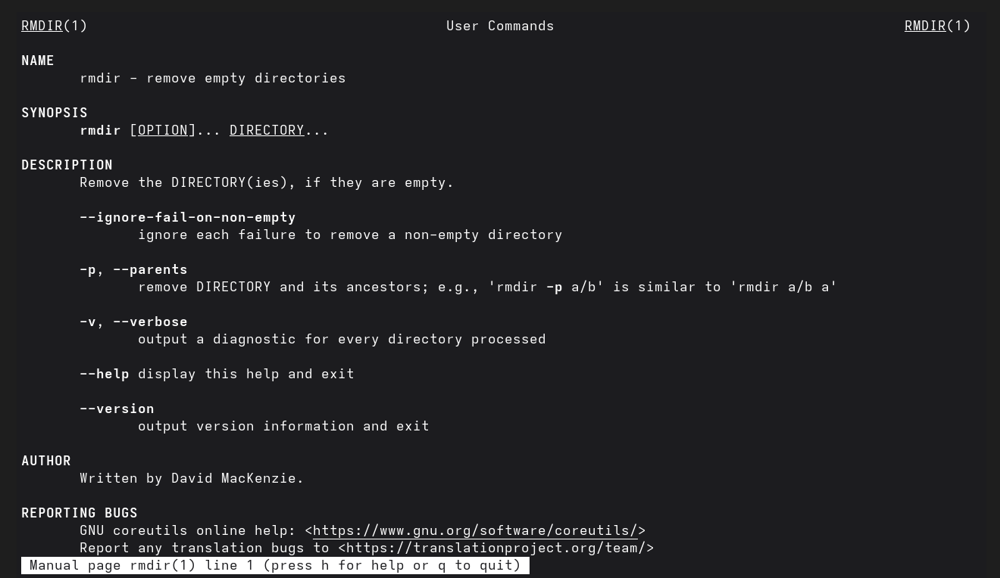 RMDIR(1) User Commands RMDIR(1)
NAME
rmdir - remove empty directories
SYNOPSIS
rmdir [OPTION]... DIRECTORY...
DESCRIPTION
Remove the DIRECTORY(ies), if they are empty.
--ignore-fail-on-non-empty
ignore each failure to remove a non-empty directory
-p, --parents
remove DIRECTORY and its ancestors; e.g., 'rmdir -p a/b' is similar to 'rmdir a/b a'
-v, --verbose
output a diagnostic for every directory processed
--help display this help and exit
--version
output version information and exit
AUTHOR
Written by David MacKenzie.
REPORTING BUGS
GNU coreutils online help: <https://www.gnu.org/software/coreutils/>
Report any translation bugs to <https://translationproject.org/team/>
Manual page rmdir(1) line 1 (press h for help or q to quit)